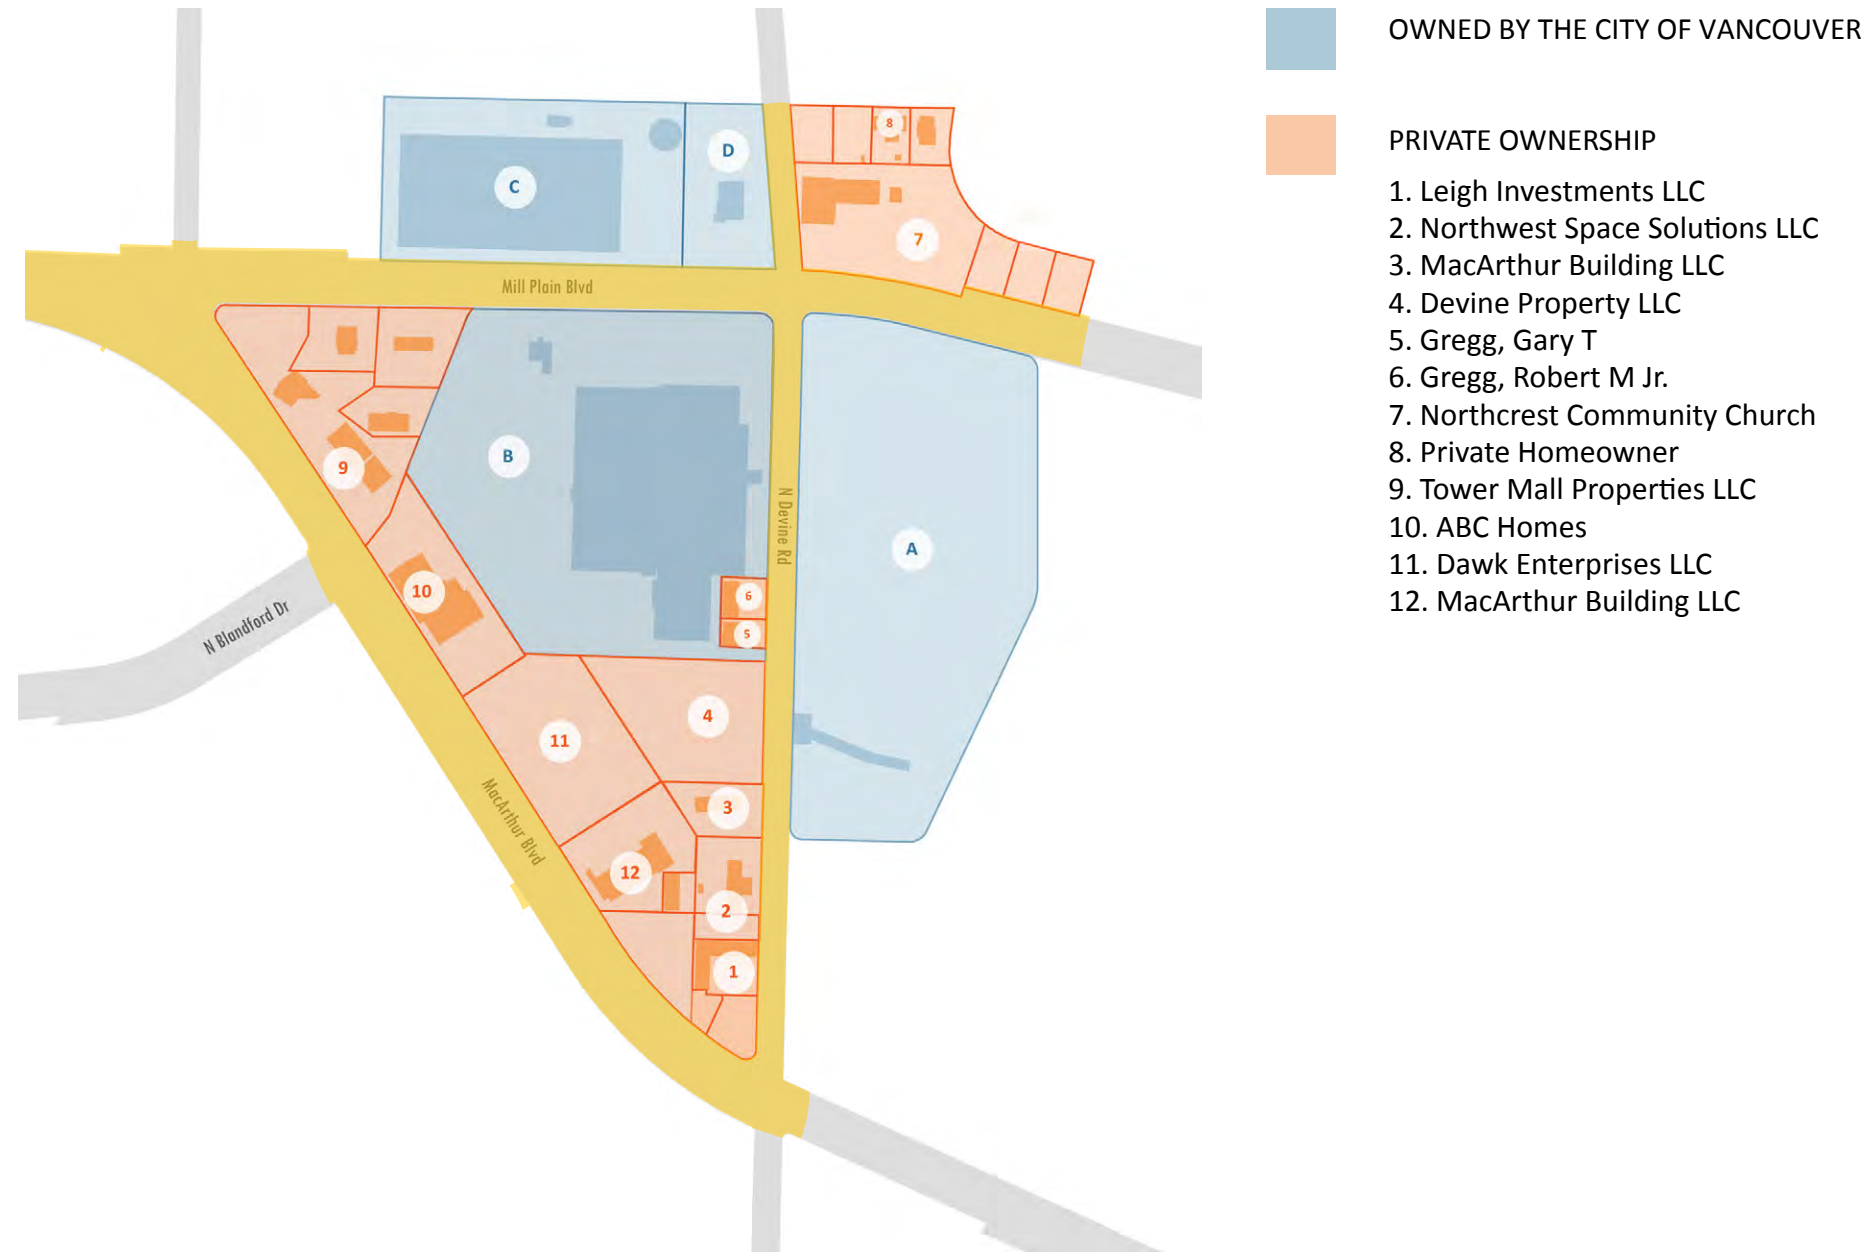 OWNED BY THE CITY OF VANCOUVER
PRIVATE OWNERSHIP
1. Leigh Investments LLC
2. Northwest Space Solutions LLC
3. MacArthur Building LLC
4. Devine Property LLC
5. Gregg, Gary T
6. Gregg, Robert M Jr.
7. Northcrest Community Church
8. Private Homeowner
9. Tower Mall Properties LLC
10. ABC Homes
11. Dawk Enterprises LLC
12. MacArthur Building LLC
8
D
C
7
Mill Plain Blvd
B
9
N Devine Rd
A
10
6
N Blandford Dr
5
4
11
3
MacArthur Blvd
12
2
1